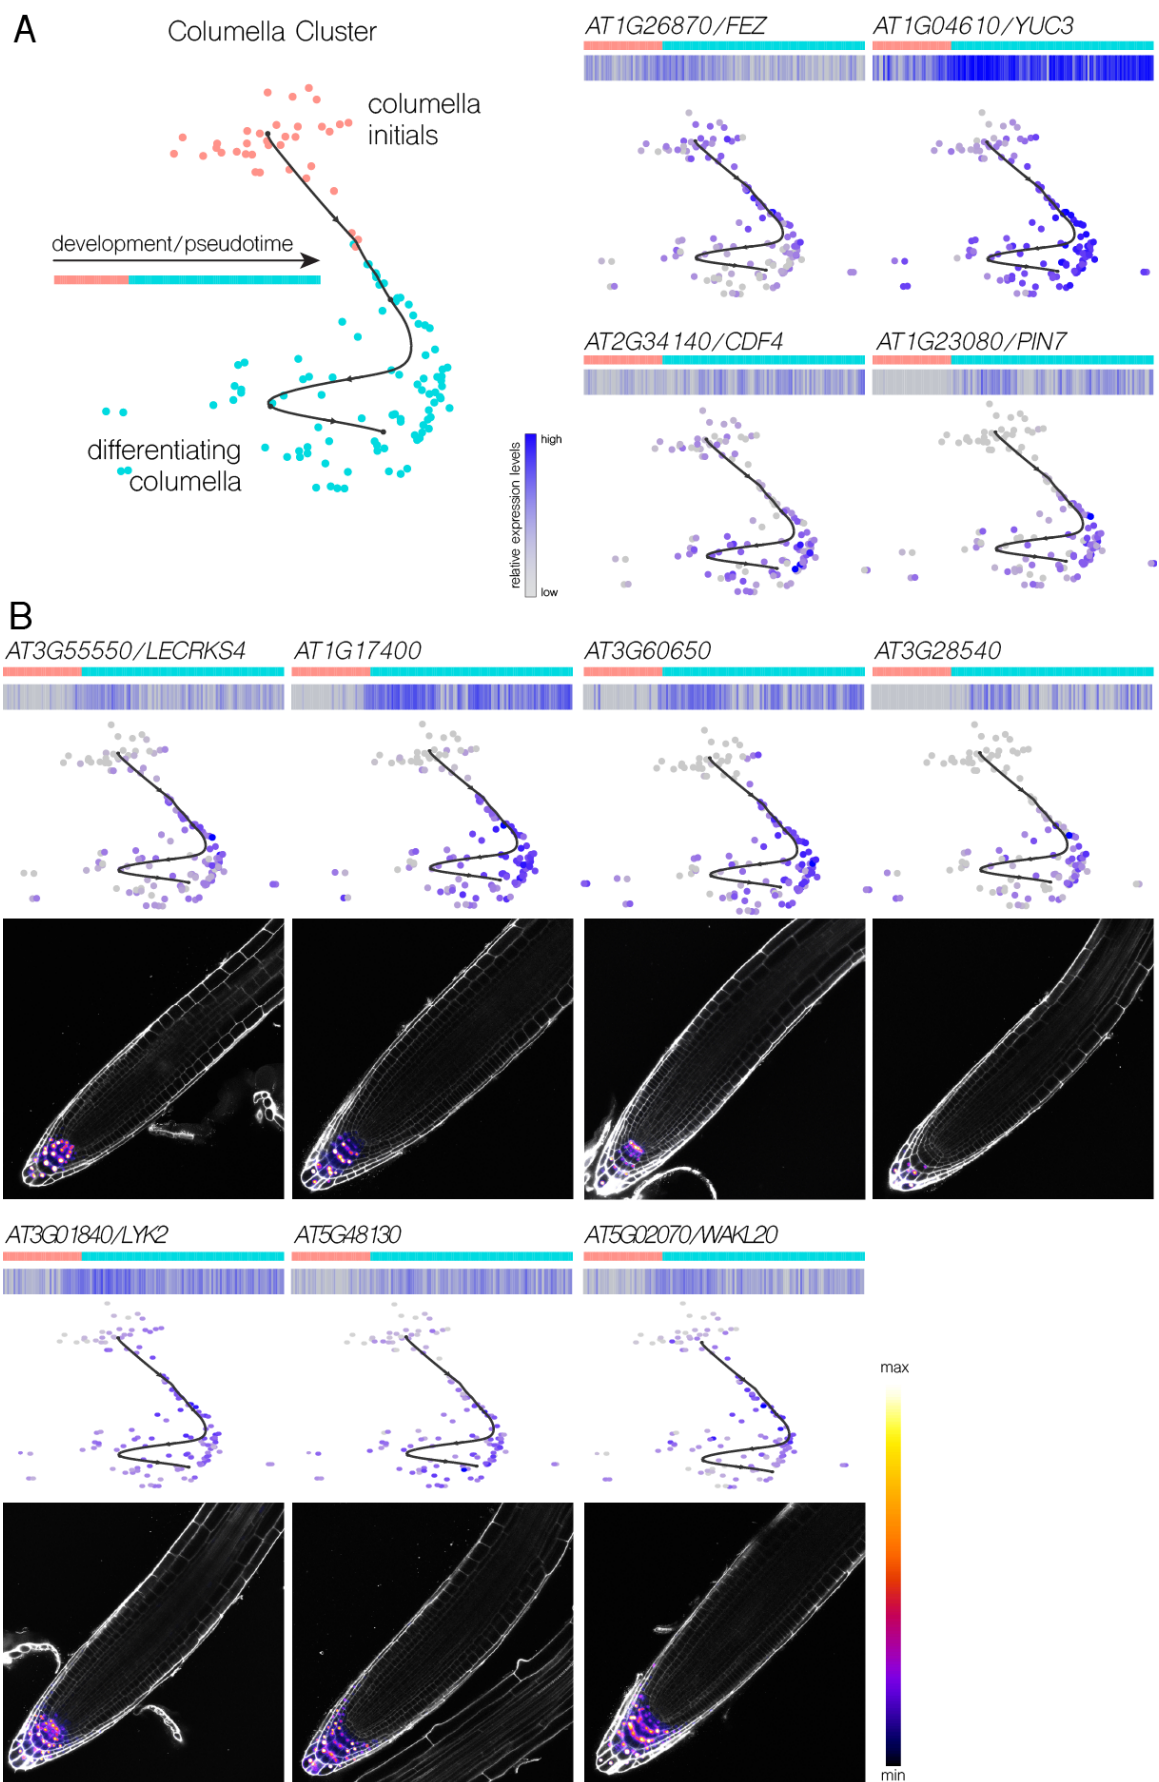 A
Columella Cluster
columella
initials
development/pseudotime
differentiating
columella
AT1G26870/FEZ
AT1G04610/YUC3
AT2G34140/CDF4
AT1G23080/PIN7
high
relative expression levels
low
B
AT3G55550/LECRKS4
AT1G17400
AT3G60650
AT3G28540
AT3G01840/LYK2
AT5G48130
AT5G02070/WAKL20
max
min